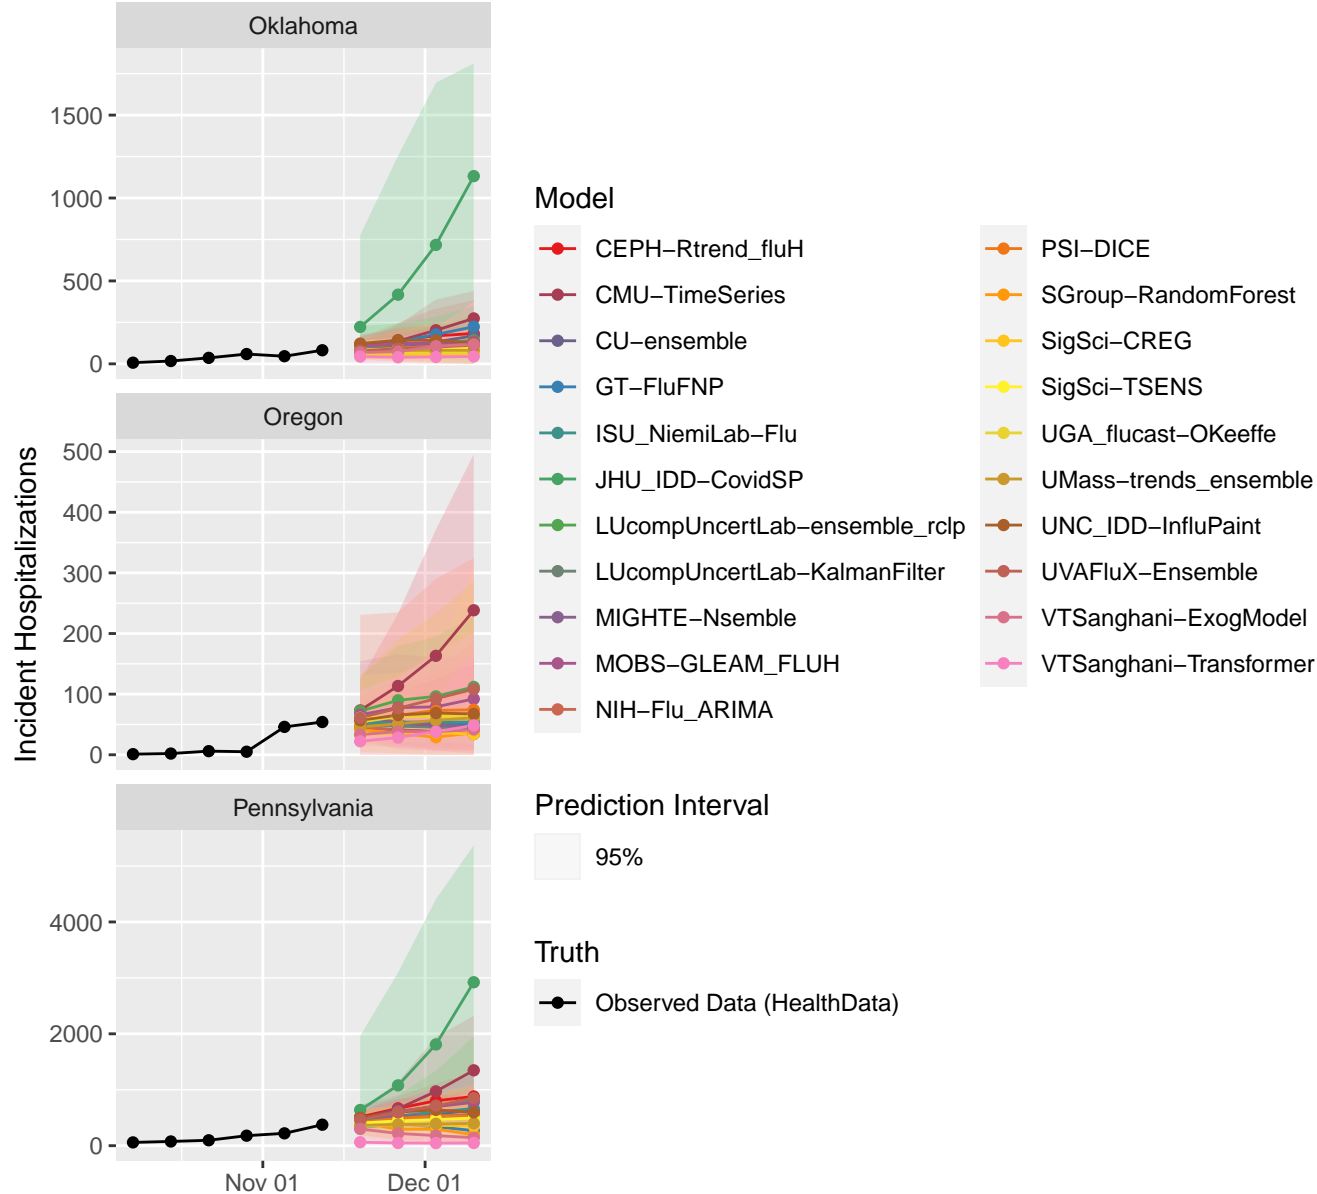 Oklahoma
1500
1000
500
0
Oregon
500
400
300
200
100
0
Pennsylvania
4000
2000
0
Nov 01
Dec 01
Incident Hospitalizations
Model
CEPH−Rtrend_fluH
CMU−TimeSeries
CU−ensemble
GT−FluFNP
ISU_NiemiLab−Flu
JHU_IDD−CovidSP
LUcompUncertLab−ensemble_rclp
LUcompUncertLab−KalmanFilter
MIGHTE−Nsemble
MOBS−GLEAM_FLUH
NIH−Flu_ARIMA
PSI−DICE
SGroup−RandomForest
SigSci−CREG
SigSci−TSENS
UGA_flucast−OKeeffe
UMass−trends_ensemble
UNC_IDD−InfluPaint
UVAFluX−Ensemble
VTSanghani−ExogModel
VTSanghani−Transformer
Prediction Interval
95%
Truth
Observed Data (HealthData)